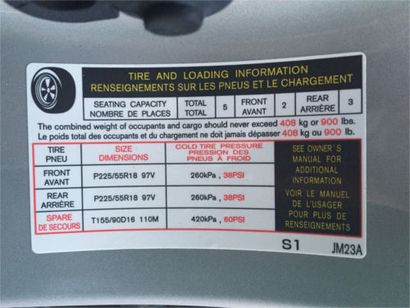 TIRE AND LOADING INFORMATION
RENSEIGNEMENTS SUR LES PNEUS ET LE CHARGEMENT
SEATING CAPACITY TOTAL 5 FRONT 2 REAR 3
NOMBRE DE PLACES TOTAL AVANT ARRIÈRE
The combined weight of occupants and cargo should never exceed 408 kg or 900 lbs.
Le poids total des occupants et du chargement ne doit jamais dépasser 408 kg ou 900 lb.
TIRE SIZE COLD TIRE PRESSURE
PNEU DIMENSIONS PRESSION DES PNEUS À FROID
FRONT
AVANT P225/55R18 97V 260kPa , 38PSI
REAR
ARRIÈRE P225/55R18 97V 260kPa , 38PSI
SPARE
DE SECOURS T155/90D16 110M 420kPa , 60PSI
SEE OWNER'S
MANUAL FOR
ADDITIONAL
INFORMATION
VOIR LE MANUEL
DE L'USAGER
POUR PLUS DE
RENSEIGNEMENTS
S1 JM23A